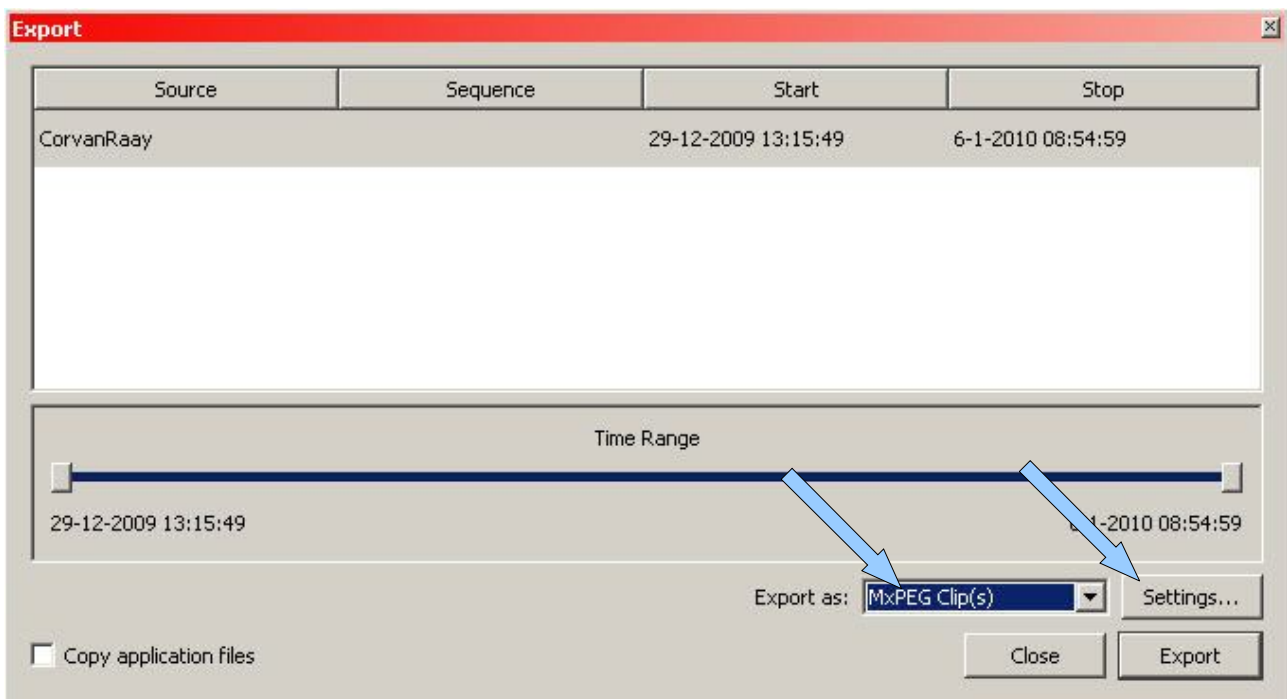 Export
Source Sequence Start Stop
CorvanRaay 29-12-2009 13:15:49 6-1-2010 08:54:59
Time Range
29-12-2009 13:15:49 1-2010 08:54:59
Export as: MxPEG Clip(s) Settings...
Copy application files Close Export